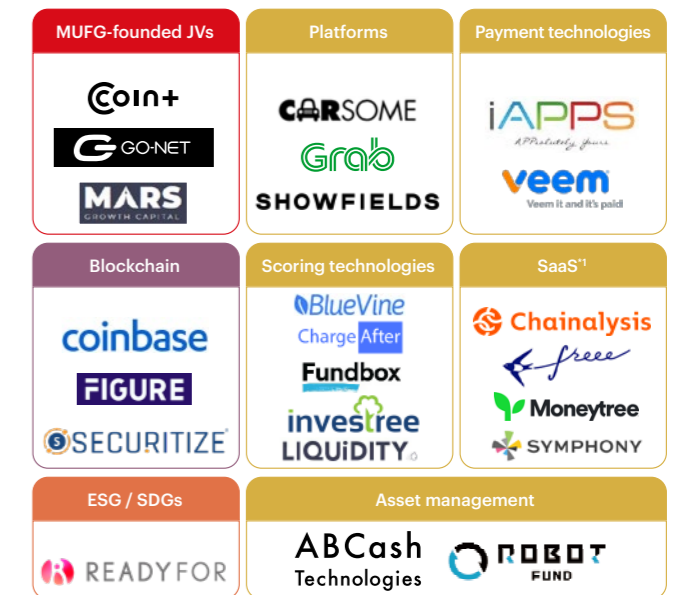 MUFG-founded JVs
Coin+
GO-NET
MARS
GROWTH CAPITAL
Platforms
CARSOME
Grab
SHOWFIELDS
Payment technologies
iAPPS
APPsolutely Yours
veem
Veem it and it's paid!
Blockchain
coinbase
FIGURE
SECURITIZE
Scoring technologies
BlueVine
ChargeAfter
Fundbox
investree
LIQUiDITY
SaaS*1
Chainalysis
freee
Moneytree
SYMPHONY
ESG / SDGs
READYFOR
Asset management
ABCash
Technologies
ROBOT
FUND